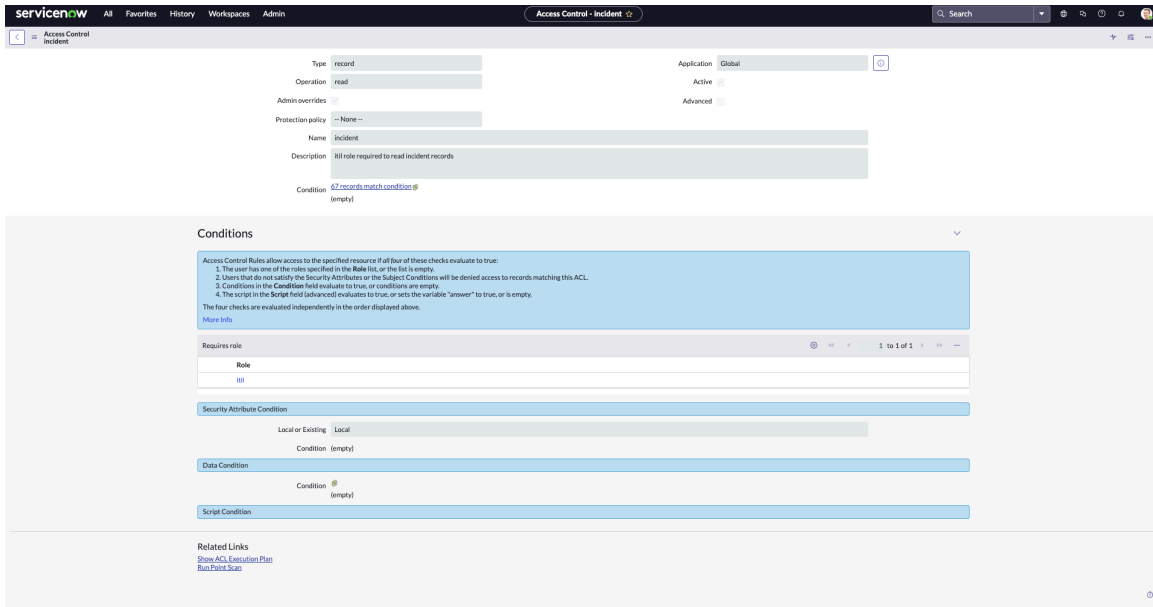 servicenow All Favorites History Workspaces Admin Access Control - Incident Search
Access Control
incident
Type record Application Global
Operation read Active
Admin overrides Advanced
Protection policy -- None --
Name incident
Description itil role required to read incident records
Condition 67 records match condition
(empty)
Conditions
Access Control Rules allow access to the specified resource if all four of these checks evaluate to true:
1. The user has one of the roles specified in the Role list, or the list is empty.
2. Users that do not satisfy the Security Attributes or the Subject Conditions will be denied access to records matching this ACL.
3. Conditions in the Condition field evaluate to true, or conditions are empty.
4. The script in the Script field (advanced) evaluates to true, or sets the variable "answer" to true, or is empty.
The four checks are evaluated independently in the order displayed above.
More Info
Requires role 1 to 1 of 1
Role
itil
Security Attribute Condition
Local or Existing Local
Condition (empty)
Data Condition
Condition
(empty)
Script Condition
Related Links
Show ACL Execution Plan
Run Point Scan